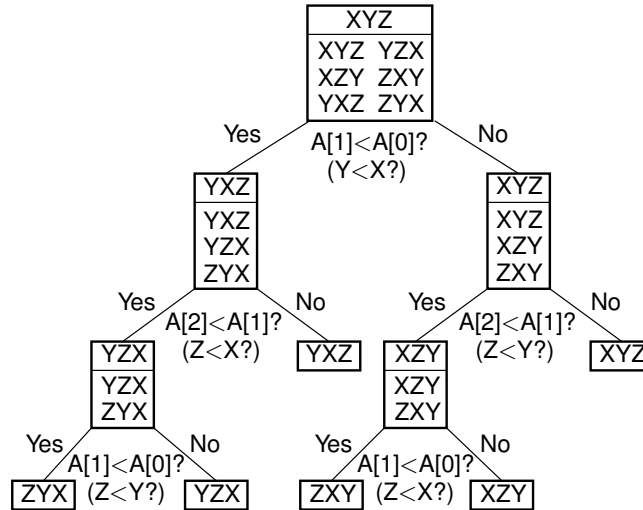 XYZ
XYZ YZX
XZY ZXY
YXZ ZYX
Yes A[1]<A[0]? No
(Y<X?)
YXZ XYZ
YXZ XYZ
YZX XZY
ZYX ZXY
Yes No Yes No
A[2]<A[1]? A[2]<A[1]?
(Z<X?) (Z<Y?)
YZX YXZ XZY XYZ
YZX XZY
ZYX ZXY
Yes No Yes No
A[1]<A[0]? A[1]<A[0]?
ZYX (Z<Y?) YZX ZXY (Z<X?) XZY